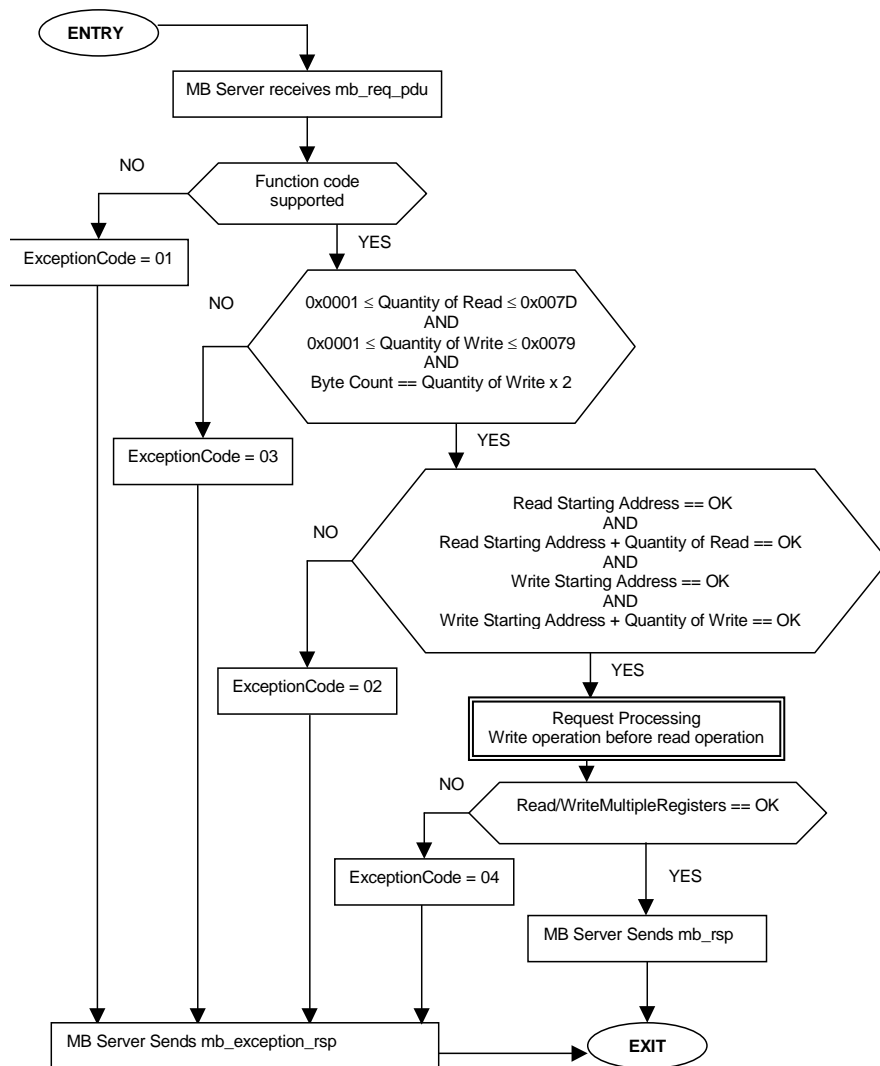 ENTRY
MB Server receives mb_req_pdu
NO
Function code
supported
YES
ExceptionCode = 01
NO
0x0001 ≤ Quantity of Read ≤ 0x007D
AND
0x0001 ≤ Quantity of Write ≤ 0x0079
AND
Byte Count == Quantity of Write x 2
YES
ExceptionCode = 03
NO
Read Starting Address == OK
AND
Read Starting Address + Quantity of Read == OK
AND
Write Starting Address == OK
AND
Write Starting Address + Quantity of Write == OK
YES
ExceptionCode = 02
Request Processing
Write operation before read operation
NO
Read/WriteMultipleRegisters == OK
YES
ExceptionCode = 04
MB Server Sends mb_rsp
MB Server Sends mb_exception_rsp
EXIT